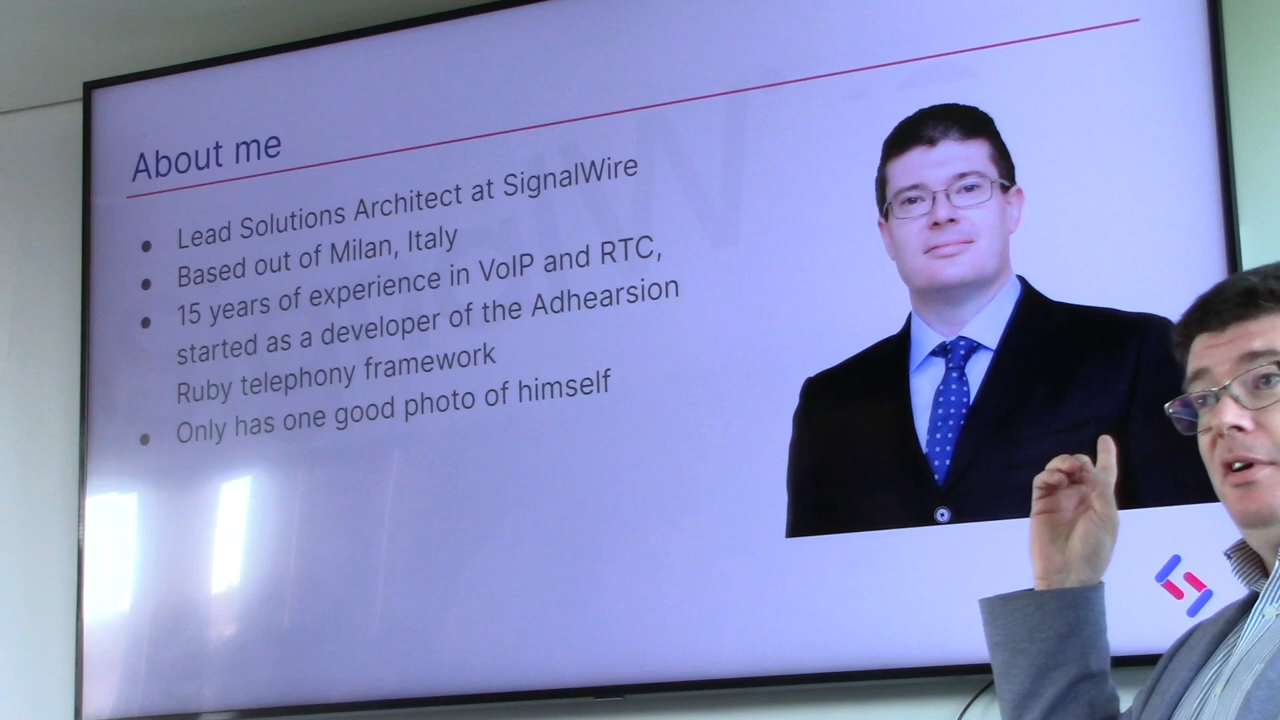 About me
Lead Solutions Architect at SignalWire
Based out of Milan, Italy
15 years of experience in VoIP and RTC,
started as a developer of the Adhearsion
Ruby telephony framework
Only has one good photo of himself